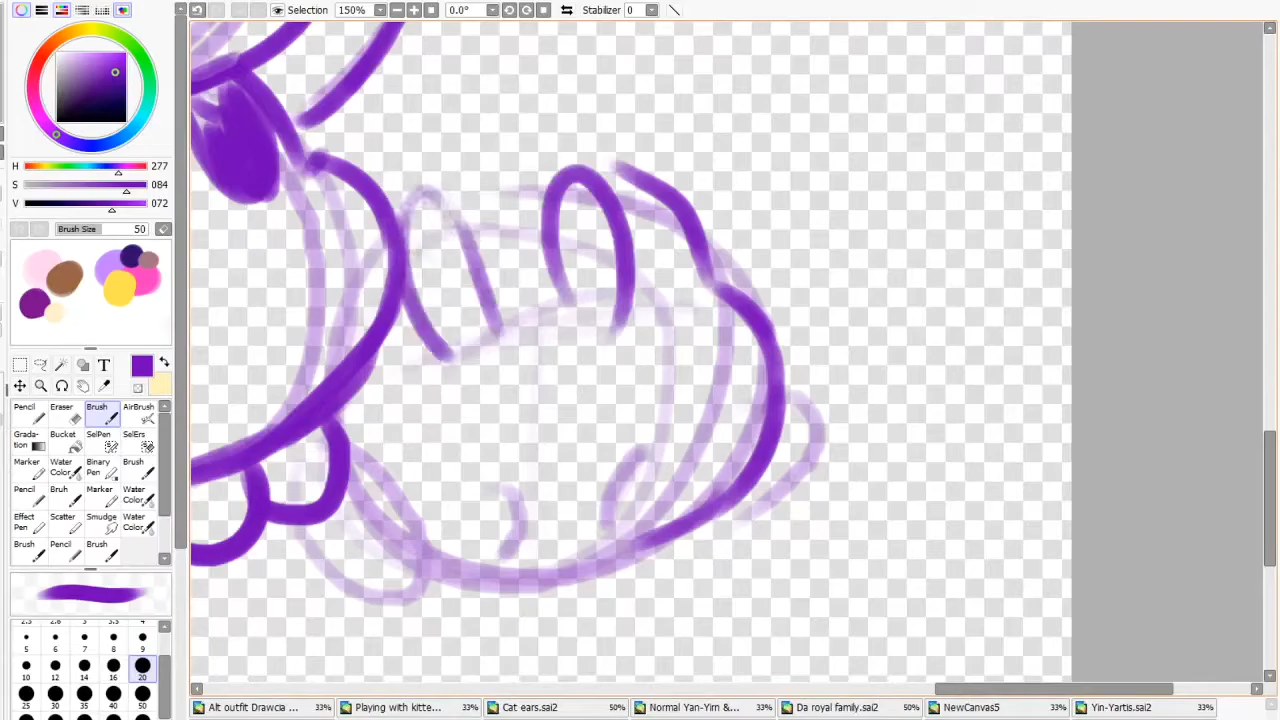 Selection 150% 0.0° Stabilizer 0
H 277
S 084
V 072
Brush Size 50
T
Pencil Eraser Brush AirBrush
Grada-tion Bucket SelPen SelErs
Marker Water Color Binary Pen Brush
Pencil Bruh Marker Water Color
Effect Pen Scatter Smudge Water Color
Brush Pencil Brush
5 6 7 8 9
10 12 14 16 20
25 30 35 40 50
Alt outfit Drawcia ... 33% Playing with kitte... 33% Cat ears.sai2 50% Normal Yan-Yirn &... 33% Da royal family.sai2 50% NewCanvas5 33% Yin-Yartis.sai2 33%